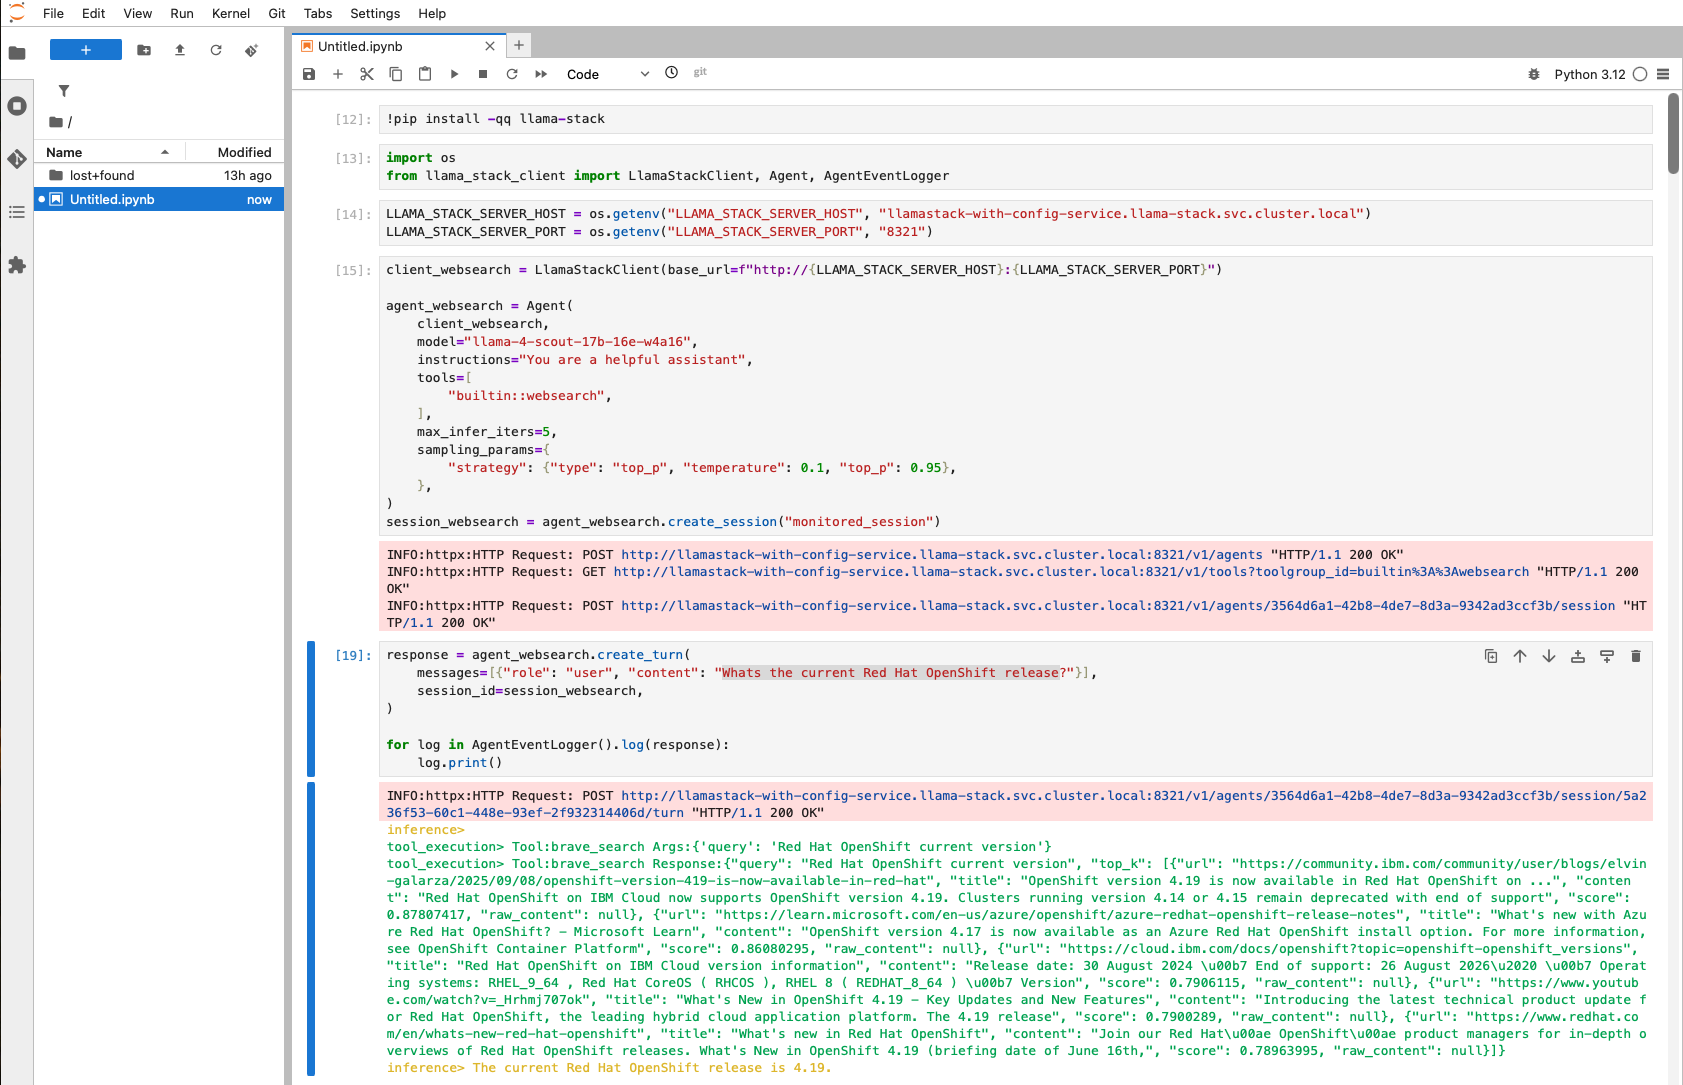 File Edit View Run Kernel Git Tabs Settings Help
Untitled.ipynb
Code
git
Python 3.12
/
Name Modified
lost+found 13h ago
Untitled.ipynb now
[12]: !pip install -qq llama-stack
[13]: import os
from llama_stack_client import LlamaStackClient, Agent, AgentEventLogger
[14]: LLAMA_STACK_SERVER_HOST = os.getenv("LLAMA_STACK_SERVER_HOST", "llamastack-with-config-service.llama-stack.svc.cluster.local")
LLAMA_STACK_SERVER_PORT = os.getenv("LLAMA_STACK_SERVER_PORT", "8321")
[15]: client_websearch = LlamaStackClient(base_url=f"http://{LLAMA_STACK_SERVER_HOST}:{LLAMA_STACK_SERVER_PORT}")
agent_websearch = Agent(
client_websearch,
model="llama-4-scout-17b-16e-w4a16",
instructions="You are a helpful assistant",
tools=[
"builtin::websearch",
],
max_infer_iters=5,
sampling_params={
"strategy": {"type": "top_p", "temperature": 0.1, "top_p": 0.95},
},
)
session_websearch = agent_websearch.create_session("monitored_session")
INFO:httpx:HTTP Request: POST http://llamastack-with-config-service.llama-stack.svc.cluster.local:8321/v1/agents "HTTP/1.1 200 OK"
INFO:httpx:HTTP Request: GET http://llamastack-with-config-service.llama-stack.svc.cluster.local:8321/v1/tools?toolgroup_id=builtin%3A%3Awebsearch "HTTP/1.1 200
OK"
INFO:httpx:HTTP Request: POST http://llamastack-with-config-service.llama-stack.svc.cluster.local:8321/v1/agents/3564d6a1-42b8-4de7-8d3a-9342ad3ccf3b/session "HT
TP/1.1 200 OK"
[19]: response = agent_websearch.create_turn(
messages=[{"role": "user", "content": "Whats the current Red Hat OpenShift release?"}],
session_id=session_websearch,
)
for log in AgentEventLogger().log(response):
log.print()
INFO:httpx:HTTP Request: POST http://llamastack-with-config-service.llama-stack.svc.cluster.local:8321/v1/agents/3564d6a1-42b8-4de7-8d3a-9342ad3ccf3b/session/5a2
36f53-60c1-448e-93ef-2f932314406d/turn "HTTP/1.1 200 OK"
inference>
tool_execution> Tool:brave_search Args:{'query': 'Red Hat OpenShift current version'}
tool_execution> Tool:brave_search Response:{"query": "Red Hat OpenShift current version", "top_k": [{"url": "https://community.ibm.com/community/user/blogs/elvin
-galarza/2025/09/08/openshift-version-419-is-now-available-in-red-hat", "title": "OpenShift version 4.19 is now available in Red Hat OpenShift on ...", "conten
t": "Red Hat OpenShift on IBM Cloud now supports OpenShift version 4.19. Clusters running version 4.14 or 4.15 remain deprecated with end of support", "score":
0.87807417, "raw_content": null}, {"url": "https://learn.microsoft.com/en-us/azure/openshift/azure-redhat-openshift-release-notes", "title": "What's new with Azu
re Red Hat OpenShift? - Microsoft Learn", "content": "OpenShift version 4.17 is now available as an Azure Red Hat OpenShift install option. For more information,
see OpenShift Container Platform", "score": 0.86080295, "raw_content": null}, {"url": "https://cloud.ibm.com/docs/openshift?topic=openshift-openshift_versions",
"title": "Red Hat OpenShift on IBM Cloud version information", "content": "Release date: 30 August 2024 \u00b7 End of support: 26 August 2026\u2020 \u00b7 Operat
ing systems: RHEL_9_64 , Red Hat CoreOS ( RHCOS ), RHEL 8 ( REDHAT_8_64 ) \u00b7 Version", "score": 0.7906115, "raw_content": null}, {"url": "https://www.youtub
e.com/watch?v=_Hrhmj707ok", "title": "What's New in OpenShift 4.19 - Key Updates and New Features", "content": "Introducing the latest technical product update f
or Red Hat OpenShift, the leading hybrid cloud application platform. The 4.19 release", "score": 0.7900289, "raw_content": null}, {"url": "https://www.redhat.co
m/en/whats-new-red-hat-openshift", "title": "What's new in Red Hat OpenShift", "content": "Join our Red Hat\u00ae OpenShift\u00ae product managers for in-depth o
verviews of Red Hat OpenShift releases. What's New in OpenShift 4.19 (briefing date of June 16th,", "score": 0.78963995, "raw_content": null}]}
inference> The current Red Hat OpenShift release is 4.19.